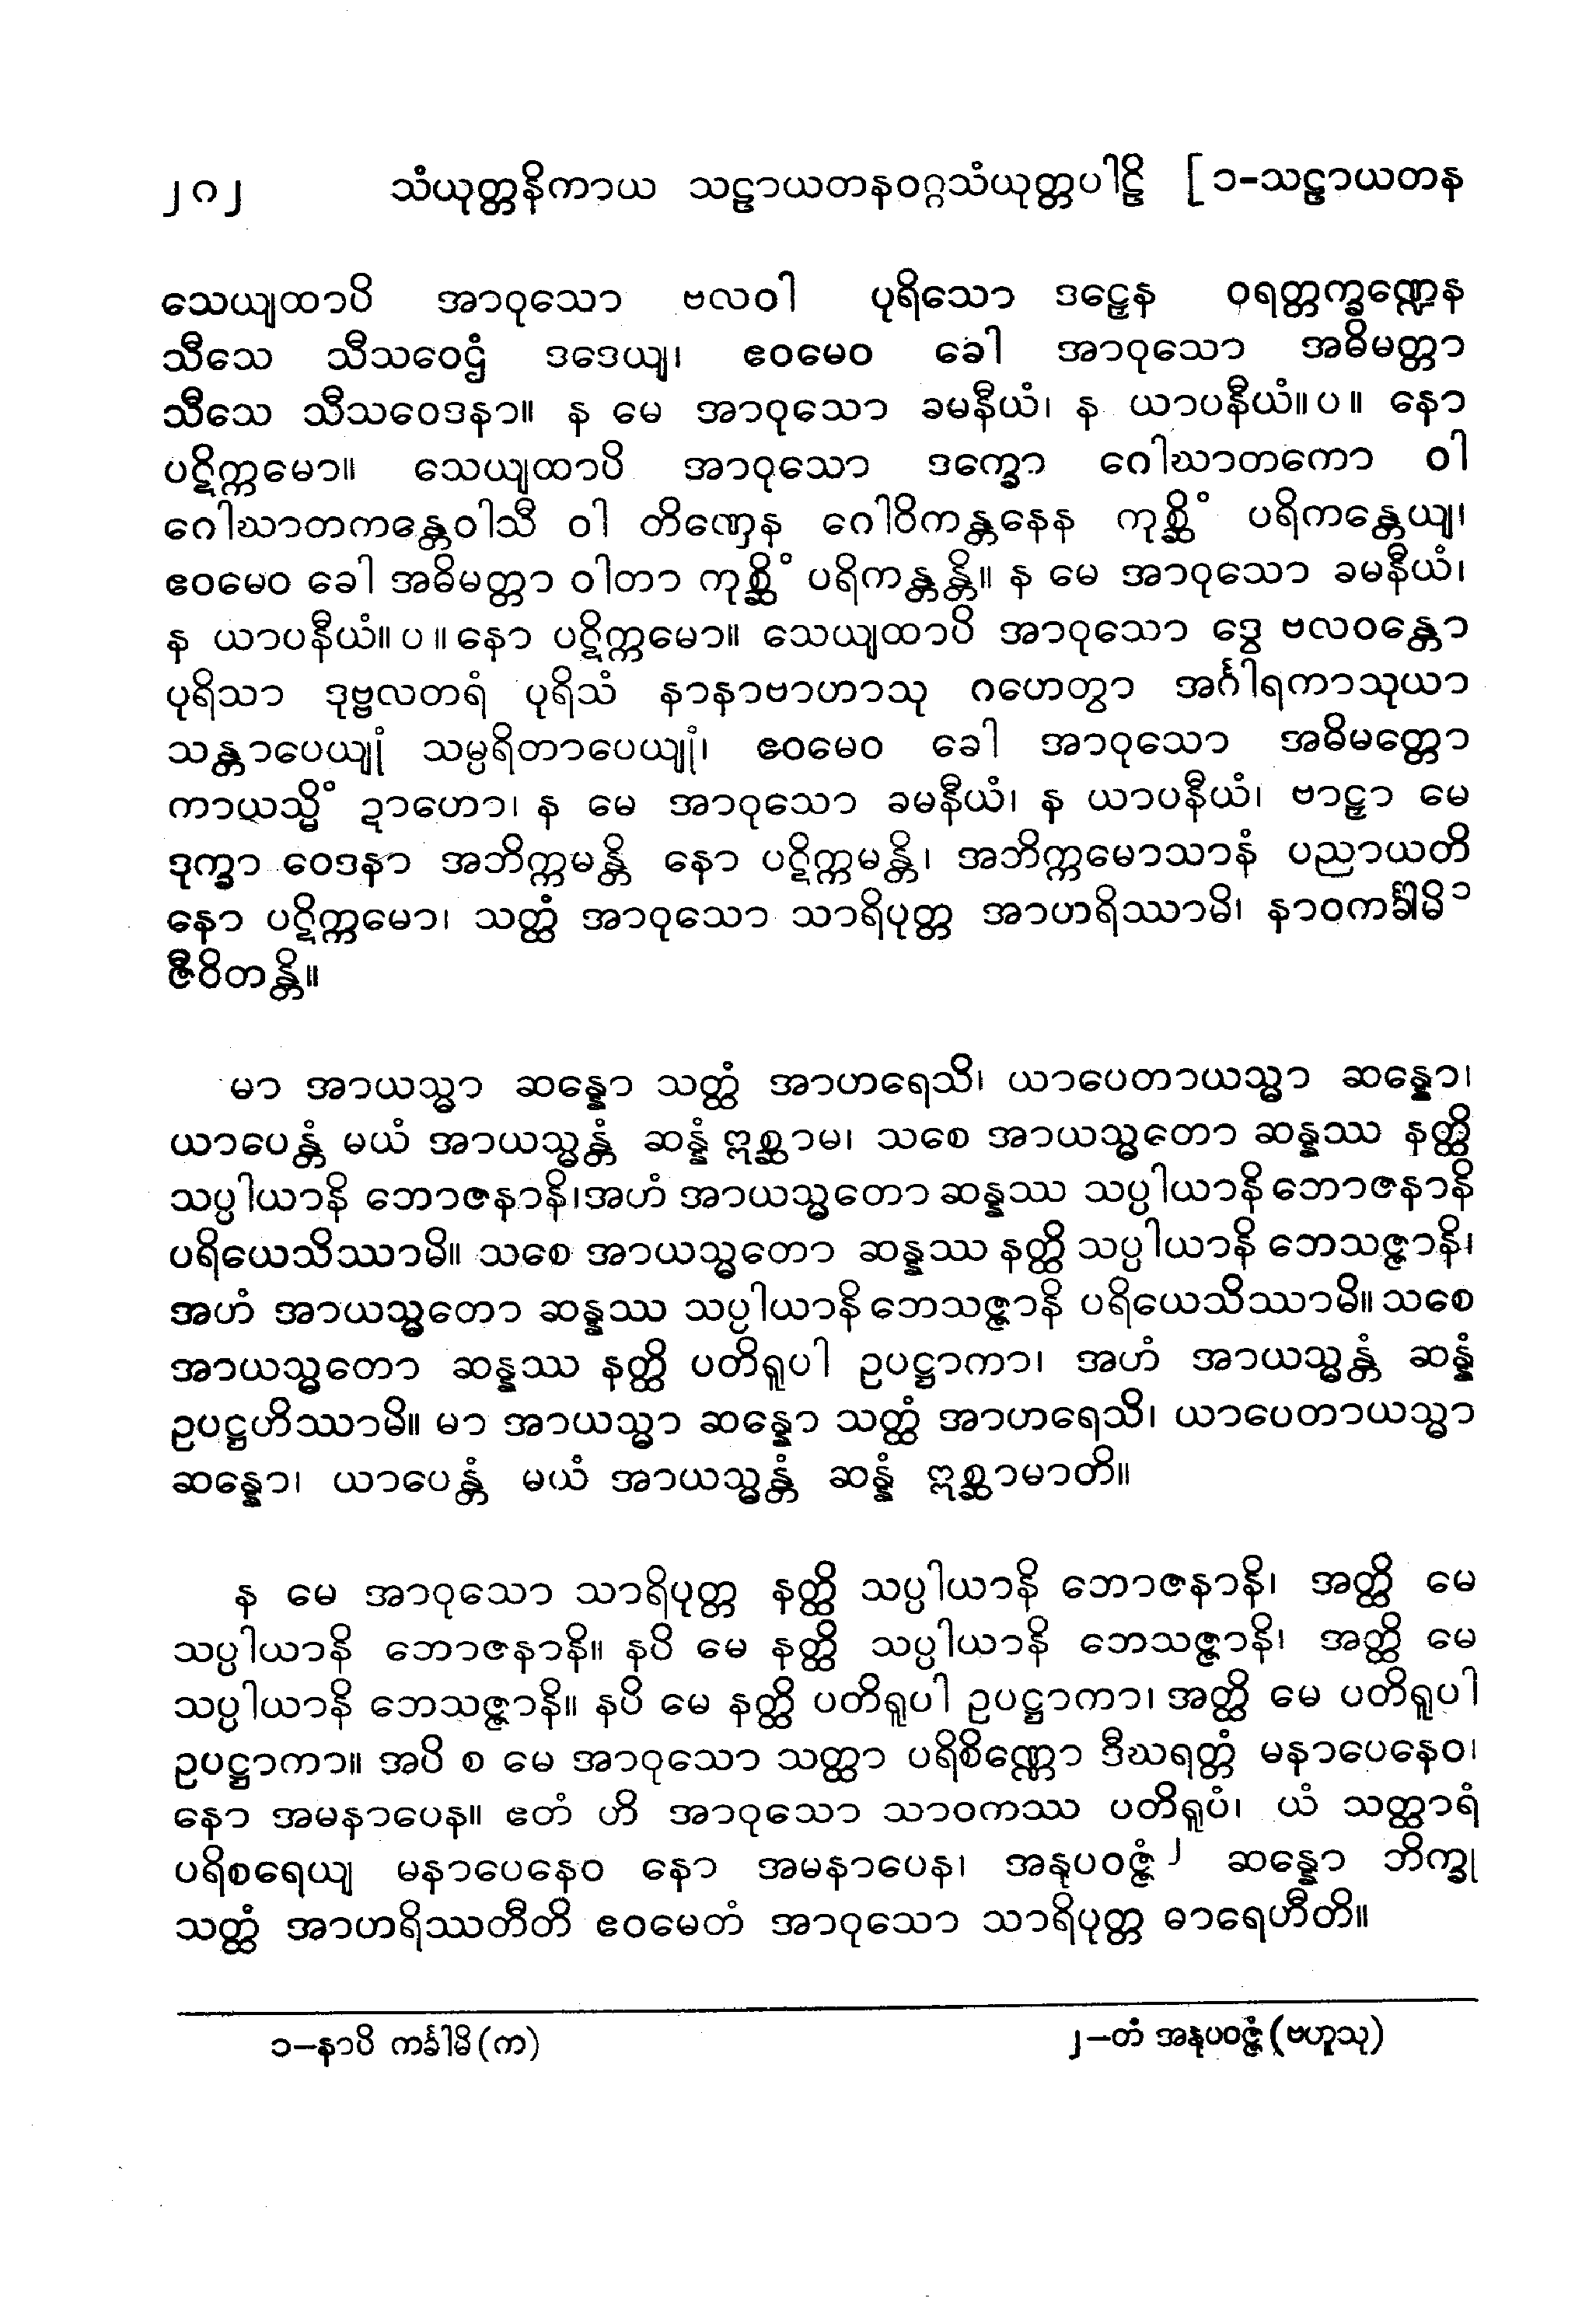 ၂၈၂ သံယုတ္တနိကာယ သဠာယတနဝဂ္ဂသံယုတ္တပါဠိ [ ၁-သဠာယတန
သေယျထာပိ အာဝုသော ဗလဝါ ပုရိသော ဒဠှေန ဝရတ္တက္ခဏ္ဍေန
သီသေ သီသဝေဌံ ဒဒေယျ၊ ဧဝမေဝ ခေါ အာဝုသော အဓိမတ္တာ
သီသေ သီသဝေဒနာ။ န မေ အာဝုသော ခမနီယံ၊ န ယာပနီယံ။ပ။ နော
ပဋိက္ကမော။ သေယျထာပိ အာဝုသော ဒက္ခော ဂေါဃာတကော ဝါ
ဂေါဃာတကန္တေဝါသီ ဝါ တိဏှေန ဂေါဝိကန္တနေန ကုစ္ဆိံ ပရိကန္တေယျ၊
ဧဝမေဝ ခေါ အဓိမတ္တာ ဝါတာ ကုစ္ဆိံ ပရိကန္တန္တိ။ န မေ အာဝုသော ခမနီယံ၊
န ယာပနီယံ။ပ။နော ပဋိက္ကမော။ သေယျထာပိ အာဝုသော ဒွေ ဗလဝန္တော
ပုရိသာ ဒုဗ္ဗလတရံ ပုရိသံ နာနာဗာဟာသု ဂဟေတွာ အင်္ဂါရကာသုယာ
သန္တာပေယျုံ သမ္ပရိတာပေယျုံ၊ ဧဝမေဝ ခေါ အာဝုသော အဓိမတ္တော
ကာယသ္မိံ ဍာဟော၊ န မေ အာဝုသော ခမနီယံ၊ န ယာပနီယံ၊ ဗာဠှာ မေ
ဒုက္ခာ ဝေဒနာ အဘိက္ကမန္တိ နော ပဋိက္ကမန္တိ၊ အဘိက္ကမောသာနံ ပညာယတိ
နော ပဋိက္ကမော၊ သတ္ထံ အာဝုသော သာရိပုတ္တ အာဟရိဿာမိ၊ နာဝကင်္ခါမိ ၁
ဇီဝိတန္တိ။
မာ အာယသ္မာ ဆန္နော သတ္ထံ အာဟရေသိ၊ ယာပေတာယသ္မာ ဆန္နော၊
ယာပေန္တံ မယံ အာယသ္မန္တံ ဆန္နံ ဣစ္ဆာမ၊ သစေ အာယသ္မတော ဆန္နဿ နတ္ထိ
သပ္ပါယာနိ ဘောဇနာနိ၊အဟံ အာယသ္မတော ဆန္နဿ သပ္ပါယာနိ ဘောဇနာနိ
ပရိယေသိဿာမိ။ သစေ အာယသ္မတော ဆန္နဿ နတ္ထိ သပ္ပါယာနိ ဘေသဇ္ဇာနိ၊
အဟံ အာယသ္မတော ဆန္နဿ သပ္ပါယာနိ ဘေသဇ္ဇာနိ ပရိယေသိဿာမိ။ သစေ
အာယသ္မတော ဆန္နဿ နတ္ထိ ပတိရူပါ ဥပဋ္ဌာကာ၊ အဟံ အာယသ္မန္တံ ဆန္နံ
ဥပဋ္ဌဟိဿာမိ။ မာ အာယသ္မာ ဆန္နော သတ္ထံ အာဟရေသိ၊ ယာပေတာယသ္မာ
ဆန္နော၊ ယာပေန္တံ မယံ အာယသ္မန္တံ ဆန္နံ ဣစ္ဆာမာတိ။
န မေ အာဝုသော သာရိပုတ္တ နတ္ထိ သပ္ပါယာနိ ဘောဇနာနိ၊ အတ္ထိ မေ
သပ္ပါယာနိ ဘောဇနာနိ။ နပိ မေ နတ္ထိ သပ္ပါယာနိ ဘေသဇ္ဇာနိ၊ အတ္ထိ မေ
သပ္ပါယာနိ ဘေသဇ္ဇာနိ။ နပိ မေ နတ္ထိ ပတိရူပါ ဥပဋ္ဌာကာ၊ အတ္ထိ မေ ပတိရူပါ
ဥပဋ္ဌာကာ။ အပိ စ မေ အာဝုသော သတ္ထာ ပရိစိဏ္ဏော ဒီဃရတ္တံ မနာပေနေဝ၊
နော အမနာပေန။ ဧတံ ဟိ အာဝုသော သာဝကဿ ပတိရူပံ၊ ယံ သတ္ထာရံ
ပရိစရေယျ မနာပေနေဝ နော အမနာပေန၊ အနုပဝဇ္ဇံ ၂ ဆန္နော ဘိက္ခု
သတ္ထံ အာဟရိဿတီတိ ဧဝမေတံ အာဝုသော သာရိပုတ္တ ဓာရေဟီတိ။
၁-နာပိ ကင်္ခါမိ (က) ၂-တံ အနုပဝဇ္ဇံ (ဗဟူသု)